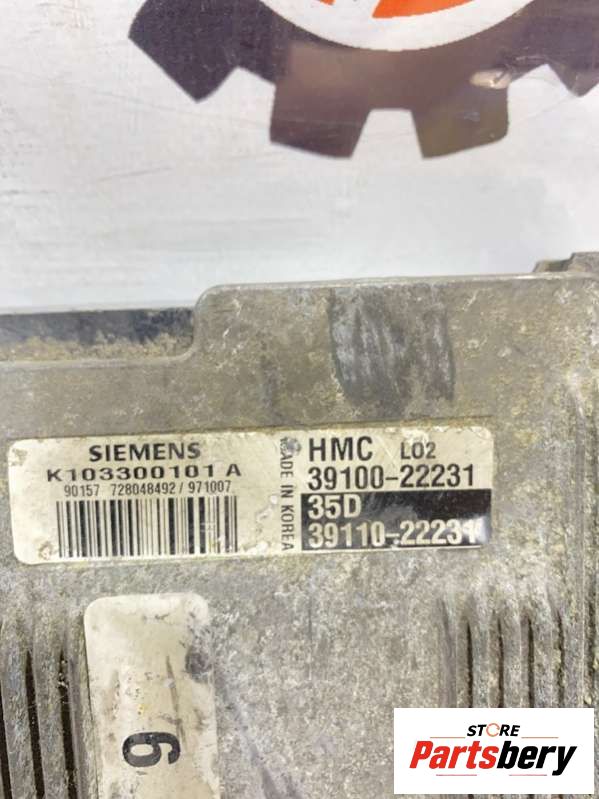 SIEMENS
K103300101 A
90157 728048492 / 971007
MADE IN KOREA
HMC L02
39100-22231
35D
39110-22231
6
STORE
Partsbery